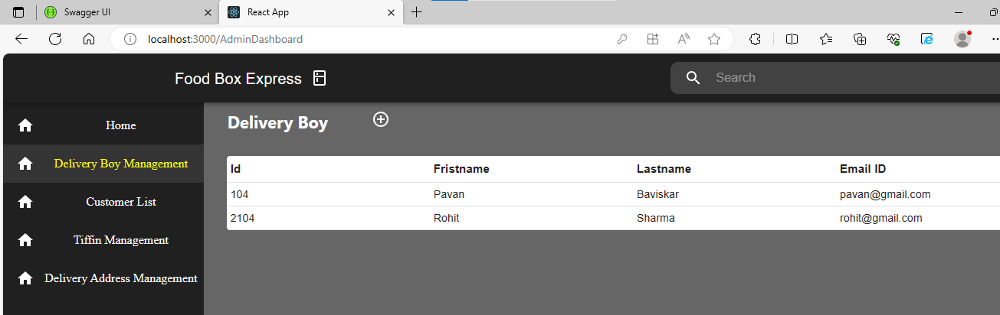 Swagger UI
React App
localhost:3000/AdminDashboard
Food Box Express
Search
Home
Delivery Boy Management
Customer List
Tiffin Management
Delivery Address Management
Delivery Boy
Id Fristname Lastname Email ID
104 Pavan Baviskar pavan@gmail.com
2104 Rohit Sharma rohit@gmail.com